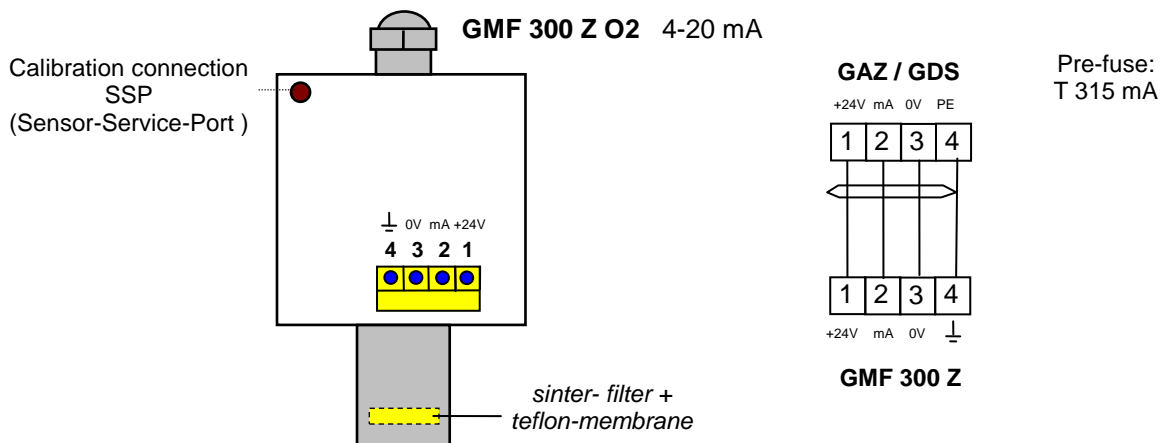 GMF 300 Z O2 4-20 mA
Calibration connection
SSP
(Sensor-Service-Port )
⏚ 0V mA +24V
4 3 2 1
sinter- filter +
teflon-membrane
GAZ / GDS
+24V mA 0V PE
1 2 3 4
1 2 3 4
+24V mA 0V ⏚
GMF 300 Z
Pre-fuse:
T 315 mA